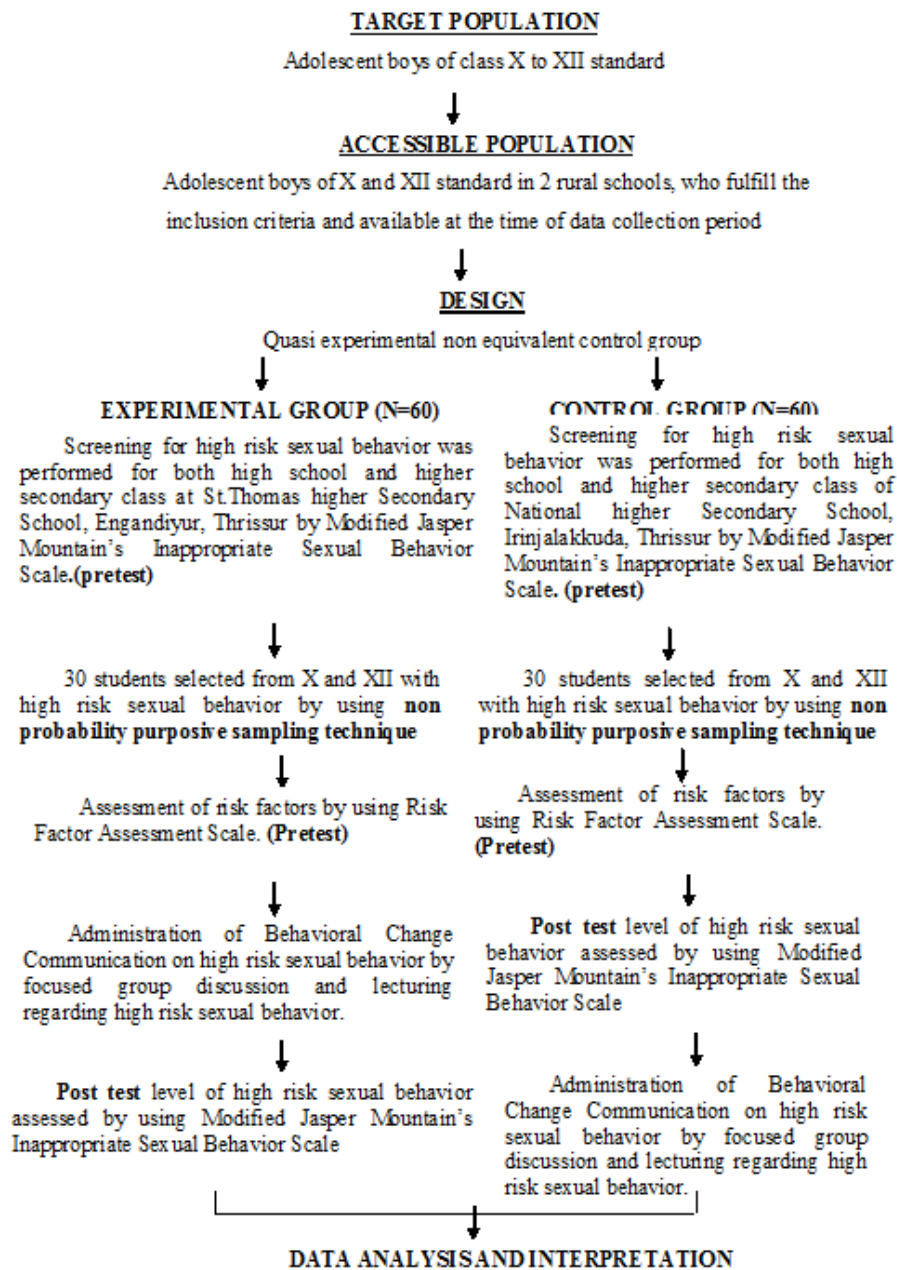 TARGET POPULATION
Adolescent boys of class X to XII standard
ACCESSIBLE POPULATION
Adolescent boys of X and XII standard in 2 rural schools, who fulfill the
inclusion criteria and available at the time of data collection period
DESIGN
Quasi experimental non equivalent control group
EXPERIMENTAL GROUP (N=60)
Screening for high risk sexual behavior was
performed for both high school and higher
secondary class at St.Thomas higher Secondary
School, Engandiyur, Thrissur by Modified Jasper
Mountain's Inappropriate Sexual Behavior
Scale.(pretest)
CONTROL GROUP (N=60)
Screening for high risk sexual
behavior was performed for both high
school and higher secondary class of
National higher Secondary School,
Irinjalakkuda, Thrissur by Modified Jasper
Mountain's Inappropriate Sexual Behavior
Scale. (pretest)
30 students selected from X and XII with
high risk sexual behavior by using non
probability purposive sampling technique
30 students selected from X and XII
with high risk sexual behavior by using non
probability purposive sampling technique
Assessment of risk factors by using Risk
Factor Assessment Scale. (Pretest)
Assessment of risk factors by
using Risk Factor Assessment Scale.
(Pretest)
Administration of Behavioral Change
Communication on high risk sexual behavior by
focused group discussion and lecturing
regarding high risk sexual behavior.
Post test level of high risk sexual
behavior assessed by using Modified
Jasper Mountain's Inappropriate Sexual
Behavior Scale
Post test level of high risk sexual behavior
assessed by using Modified Jasper Mountain's
Inappropriate Sexual Behavior Scale
Administration of Behavioral
Change Communication on high risk
sexual behavior by focused group
discussion and lecturing regarding high
risk sexual behavior.
DATA ANALYSIS AND INTERPRETATION